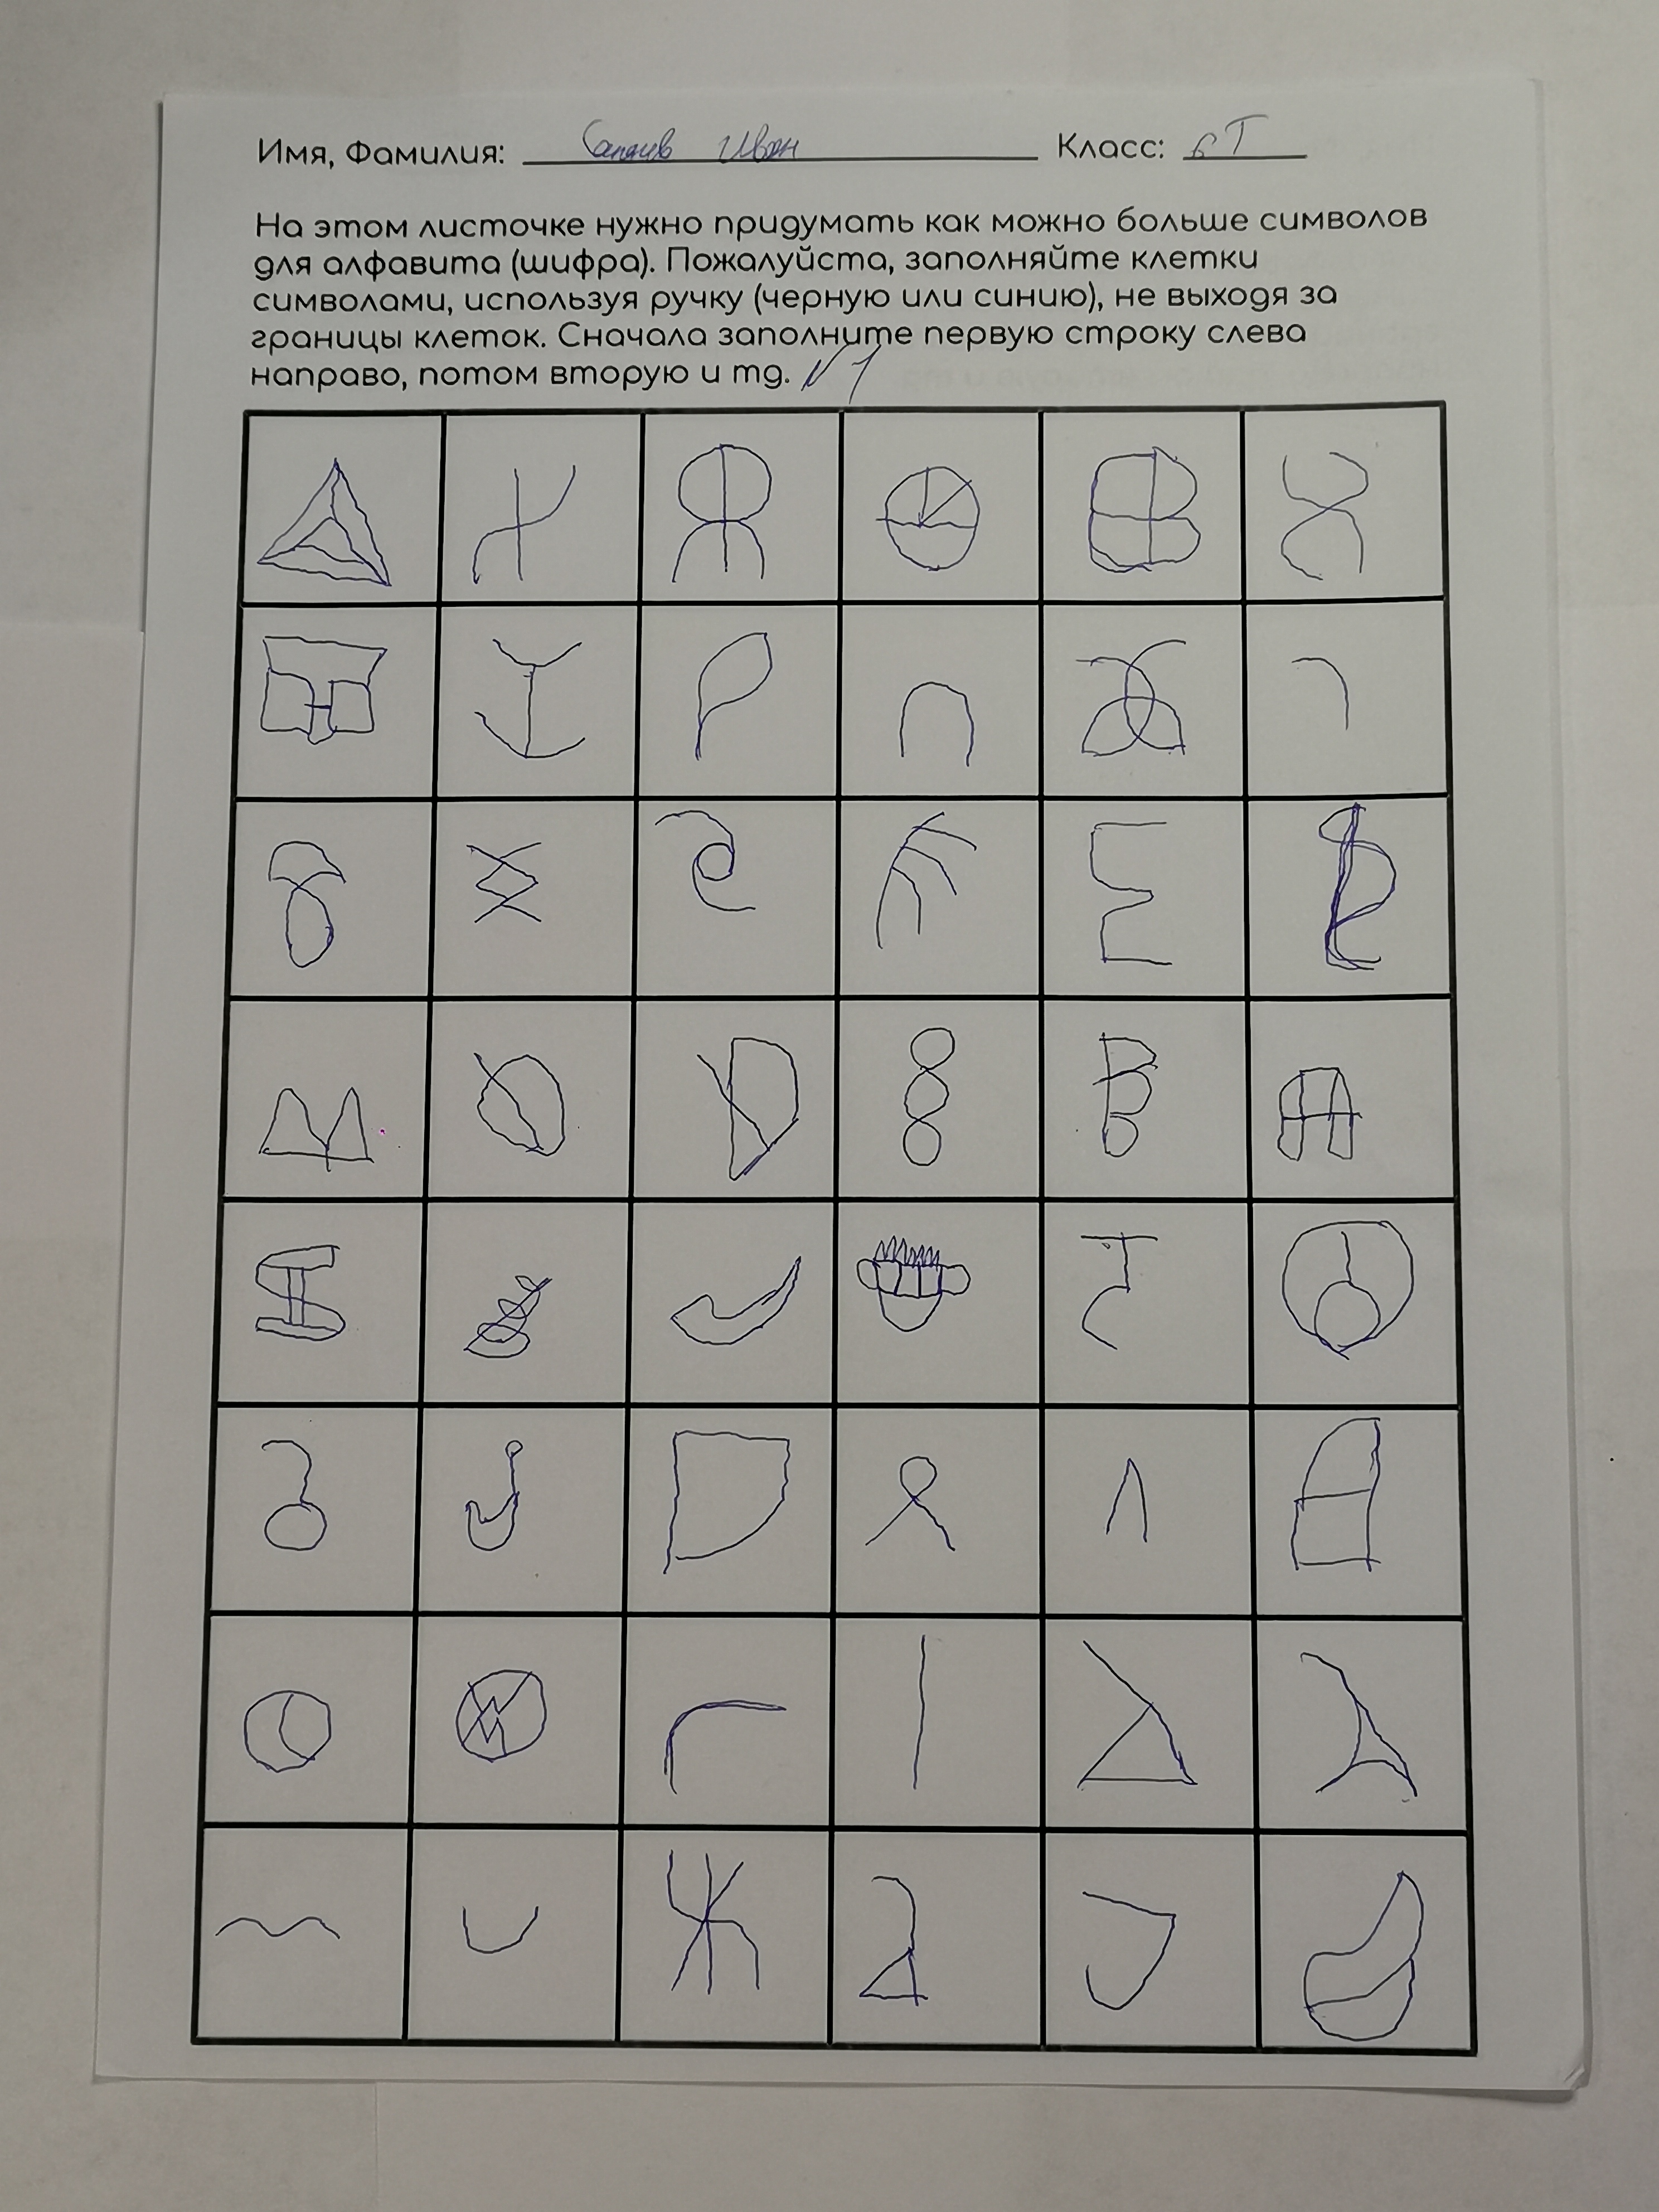 Имя, Фамилия: Иван Класс: 6Т
На этом листочке нужно придумать как можно больше символов
для алфавита (шифра). Пожалуйста, заполняйте клетки
символами, используя ручку (черную или синию), не выходя за
границы клеток. Сначала заполните первую строку слева
направо, потом вторую и тд. №1